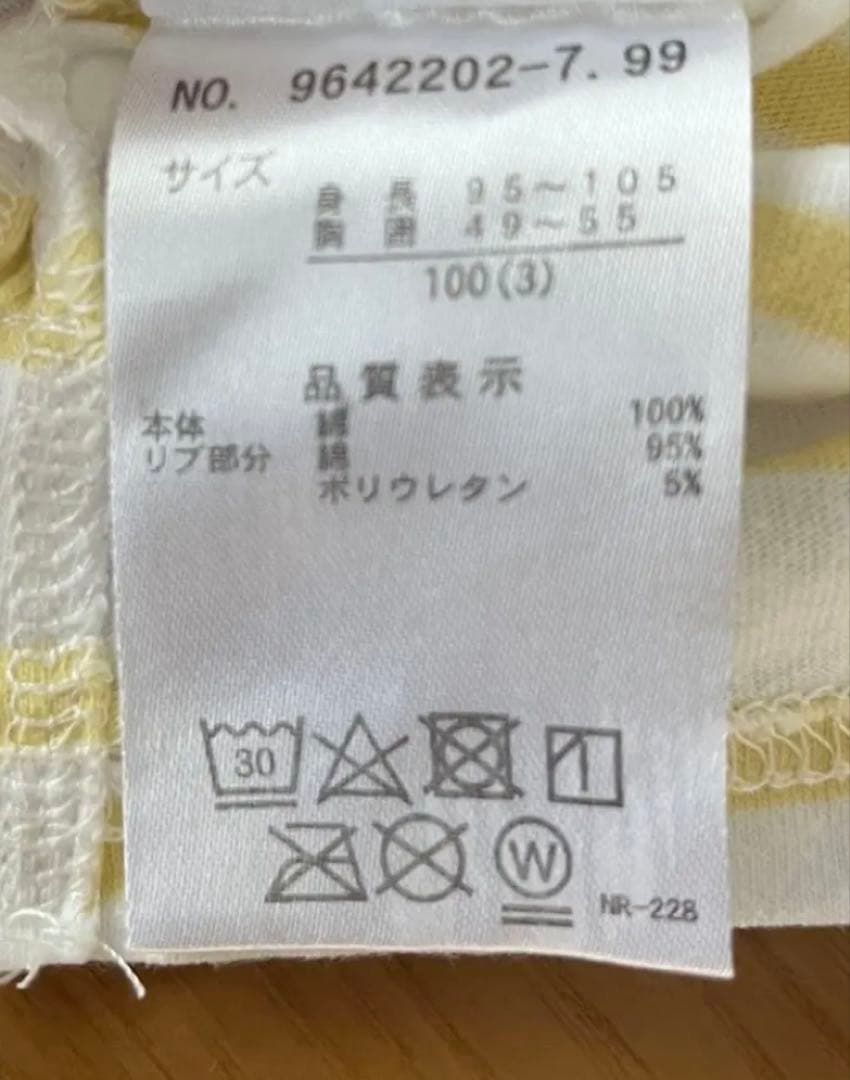 NO. 9642202-7.99
サイズ
身長 95～105
胸囲 49～55
100(3)
品質表示
本体 綿 100%
リブ部分 綿 95%
ポリウレタン 5%
30
W
NR-228